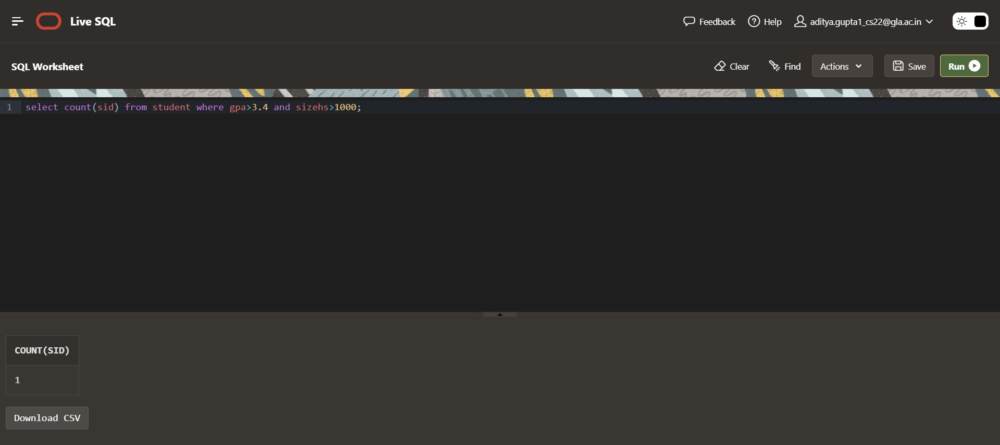 Live SQL
Feedback
Help
aditya.gupta1_cs22@gla.ac.in
SQL Worksheet
Clear
Find
Actions
Save
Run
1 select count(sid) from student where gpa>3.4 and sizehs>1000;
COUNT(SID)
1
Download CSV